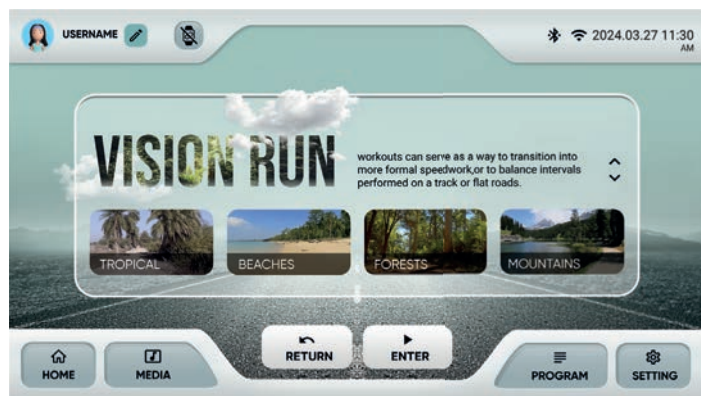 USERNAME
2024.03.27 11:30
AM
VISION RUN
workouts can serve as a way to transition into
more formal speedwork,or to balance intervals
performed on a track or flat roads.
TROPICAL
BEACHES
FORESTS
MOUNTAINS
RETURN
ENTER
HOME
MEDIA
PROGRAM
SETTING